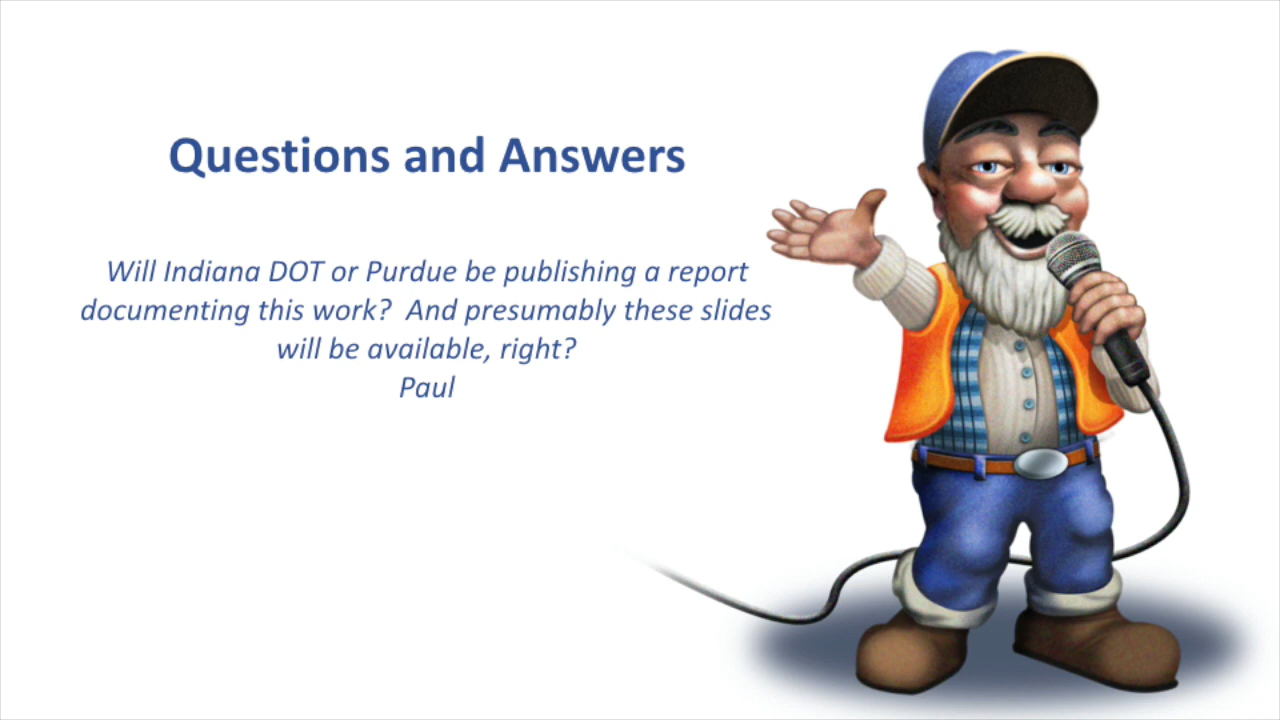 Questions and Answers
Will Indiana DOT or Purdue be publishing a report
documenting this work?  And presumably these slides
will be available, right?
Paul